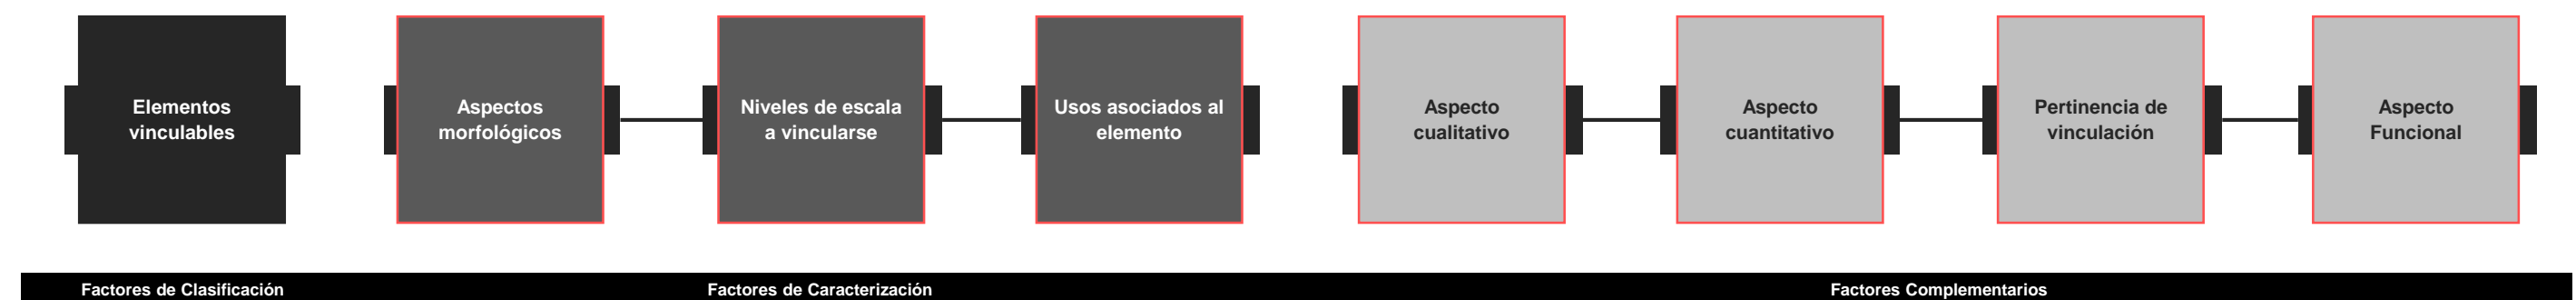 Elementos
vinculables
Aspectos
morfológicos
Niveles de escala
a vincularse
Usos asociados al
elemento
Aspecto
cualitativo
Aspecto
cuantitativo
Pertinencia de
vinculación
Aspecto
Funcional
Factores de Clasificación
Factores de Caracterización
Factores Complementarios